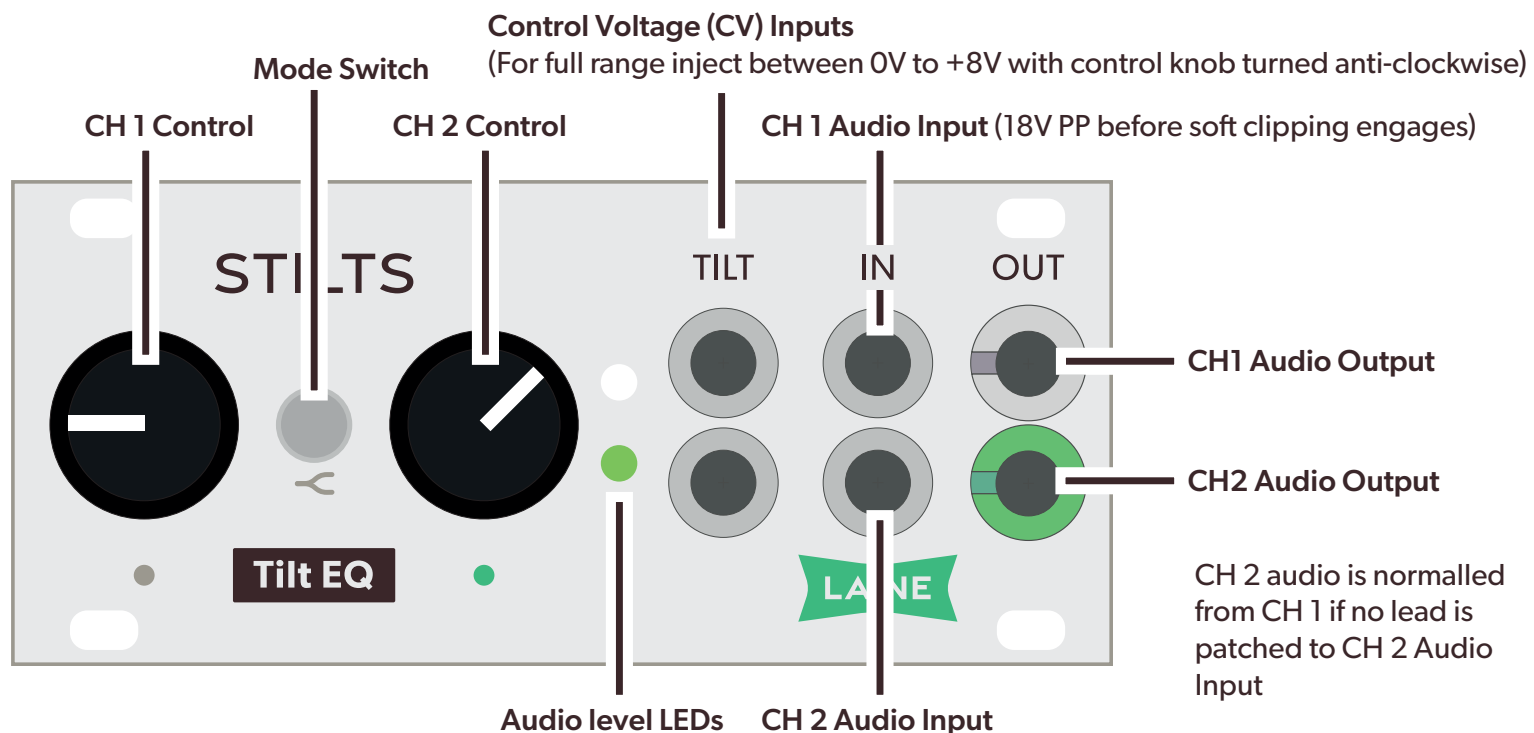 Control Voltage (CV) Inputs
(For full range inject between 0V to +8V with control knob turned anti-clockwise)
Mode Switch
CH 1 Control
CH 2 Control
CH 1 Audio Input (18V PP before soft clipping engages)
STILTS
TILT
IN
OUT
CH1 Audio Output
CH2 Audio Output
Tilt EQ
CH 2 audio is normalled
from CH 1 if no lead is
patched to CH 2 Audio
Input
Audio level LEDs
CH 2 Audio Input